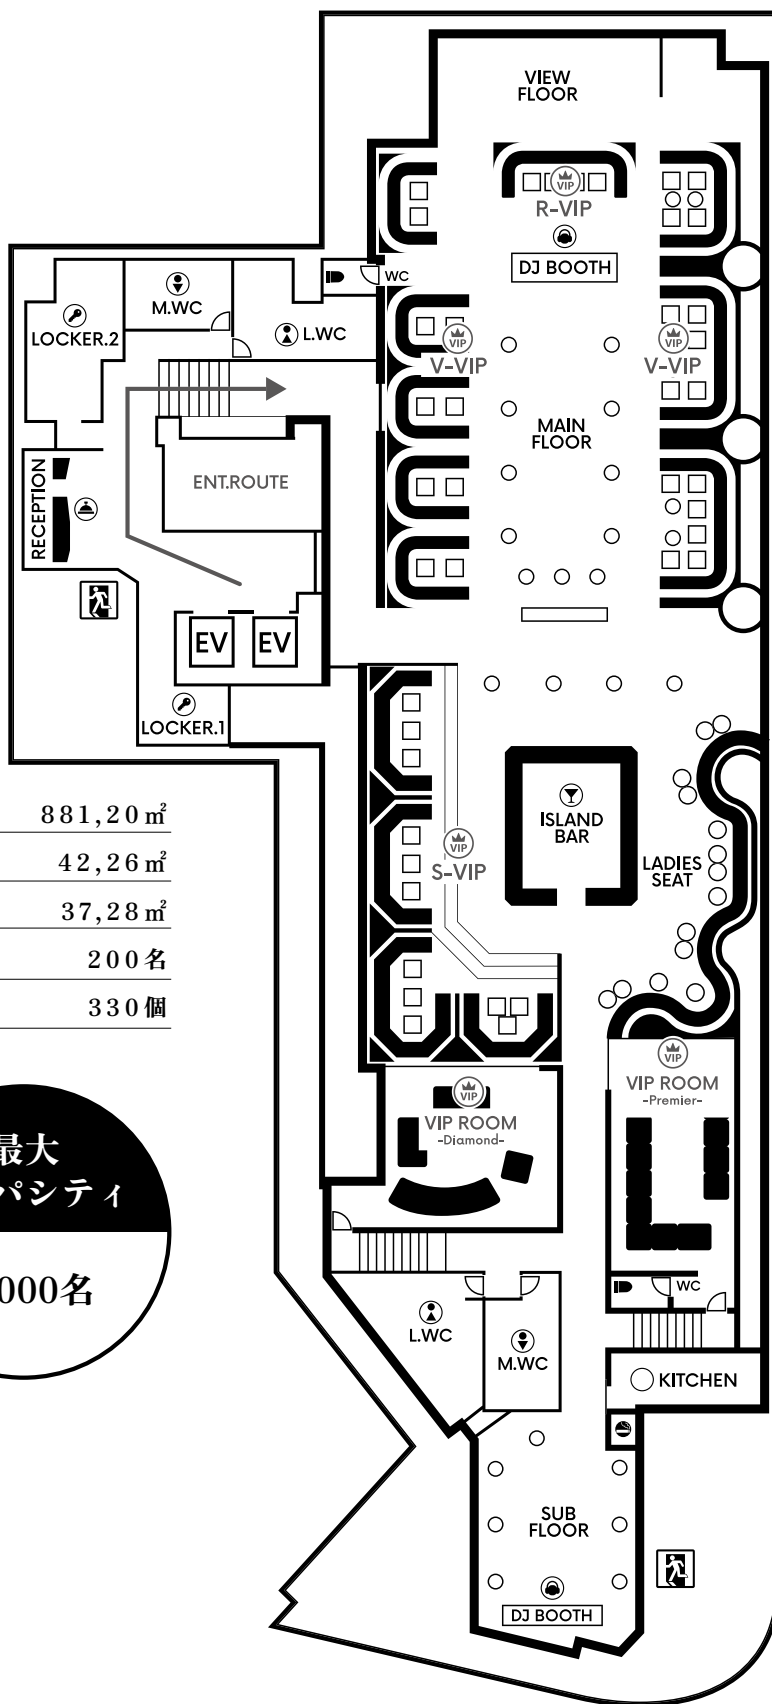 VIEW
FLOOR
VIP
R-VIP
DJ BOOTH
WC
M.WC
LOCKER.2
L.WC
VIP
V-VIP
VIP
V-VIP
MAIN
FLOOR
ENT.ROUTE
RECEPTION
EV
EV
LOCKER.1
ISLAND
BAR
VIP
S-VIP
LADIES
SEAT
881,20㎡
42,26㎡
37,28㎡
200名
330個
VIP
VIP ROOM
-Premier-
VIP
VIP ROOM
-Diamond-
最大
パシティ
000名
WC
L.WC
M.WC
KITCHEN
SUB
FLOOR
DJ BOOTH